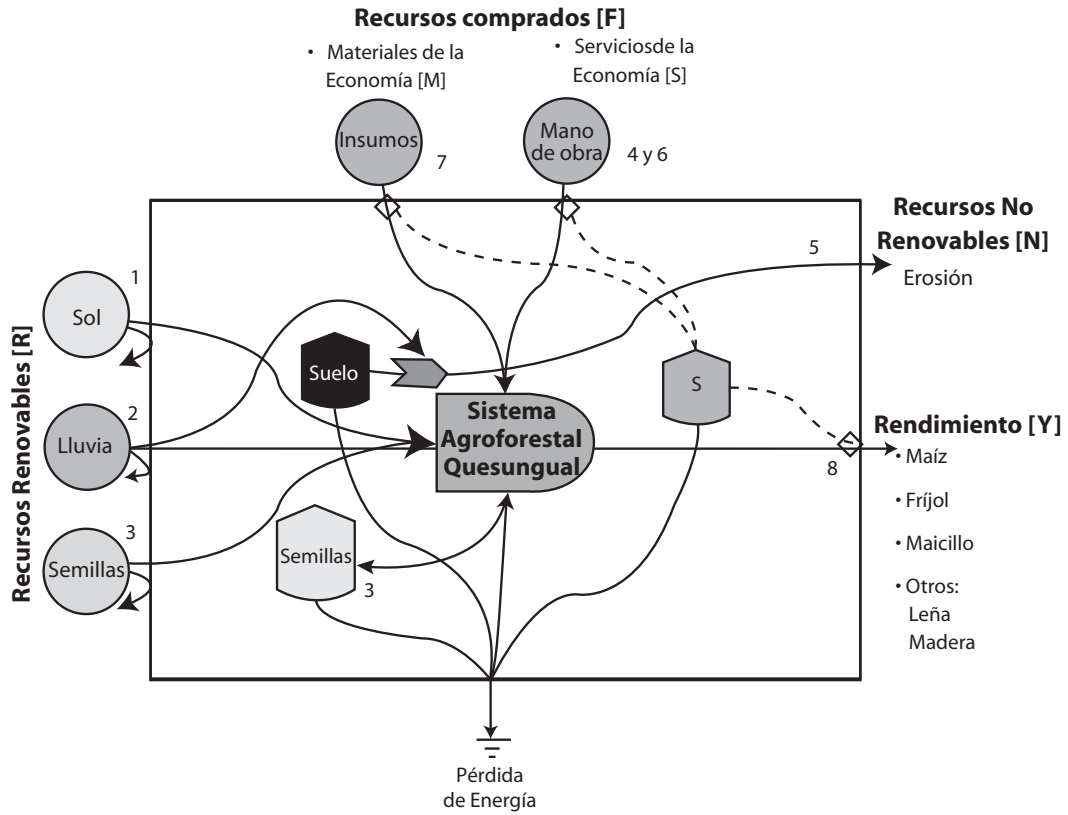 Recursos comprados [F]
• Materiales de la
Economía [M]
• Serviciosde la
Economía [S]
Insumos
7
Mano
de obra
4 y 6
Recursos No
Renovables [N]
5
Erosión
Recursos Renovables [R]
1
Sol
2
Lluvia
3
Semillas
Suelo
S
Sistema
Agroforestal
Quesungual
Semillas
3
Rendimiento [Y]
8
• Maíz
• Fríjol
• Maicillo
• Otros:
Leña
Madera
Pérdida
de Energía